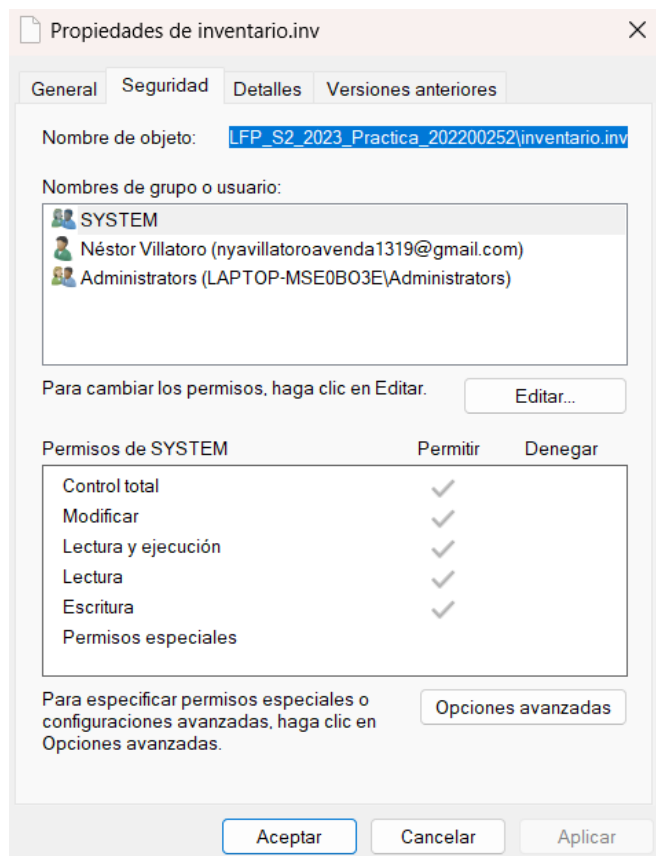 Propiedades de inventario.inv
General Seguridad Detalles Versiones anteriores
Nombre de objeto: LFP_S2_2023_Practica_202200252\inventario.inv
Nombres de grupo o usuario:
SYSTEM
Néstor Villatoro (nyavillatoroavenda1319@gmail.com)
Administrators (LAPTOP-MSE0BO3E\Administrators)
Para cambiar los permisos, haga clic en Editar.
Editar...
Permisos de SYSTEM Permitir Denegar
Control total
Modificar
Lectura y ejecución
Lectura
Escritura
Permisos especiales
Para especificar permisos especiales o
configuraciones avanzadas, haga clic en
Opciones avanzadas.
Opciones avanzadas
Aceptar Cancelar Aplicar